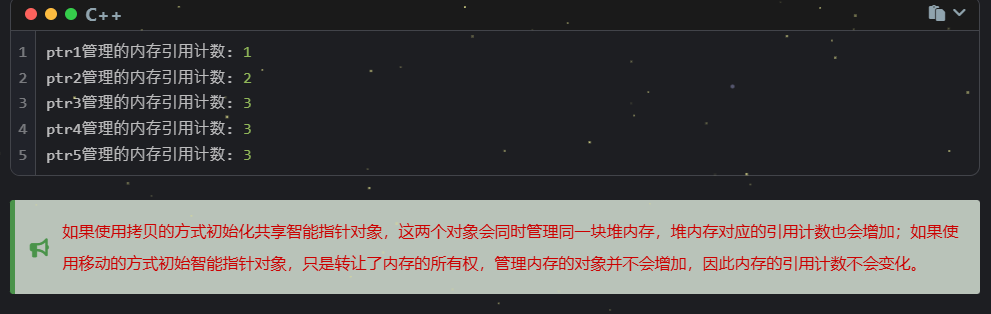 C++
1 ptr1管理的内存引用计数: 1
2 ptr2管理的内存引用计数: 2
3 ptr3管理的内存引用计数: 3
4 ptr4管理的内存引用计数: 3
5 ptr5管理的内存引用计数: 3
如果使用拷贝的方式初始化共享智能指针对象，这两个对象会同时管理同一块堆内存，堆内存对应的引用计数也会增加；如果使
用移动的方式初始智能指针对象，只是转让了内存的所有权，管理内存的对象并不会增加，因此内存的引用计数不会变化。